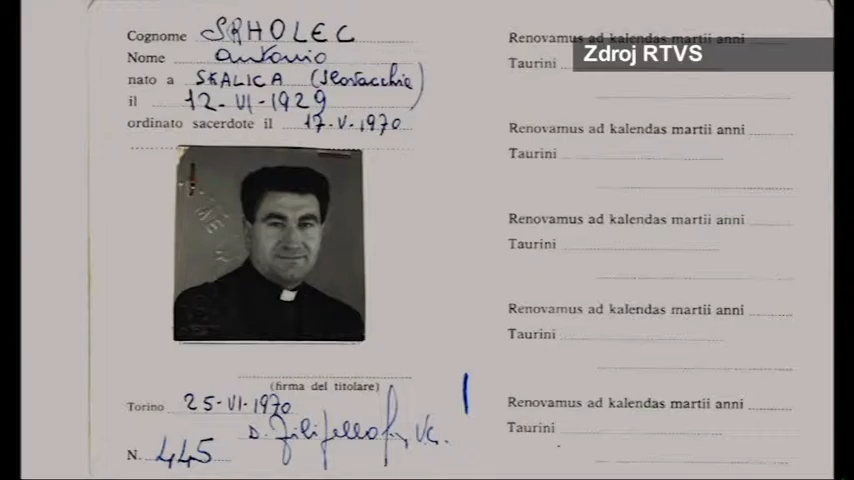 Cognome SRHOLEC
Nome Antonio
nato a SKALICA (Slovacchia)
il 12-VI-1929
ordinato sacerdote il 17-V-1970
(firma del titolare)
Torino 25-VI-1970
N. 445
Zdroj RTVS
Renovamus ad kalendas martii anni
Taurini
Renovamus ad kalendas martii anni
Taurini
Renovamus ad kalendas martii anni
Taurini
Renovamus ad kalendas martii anni
Taurini
Renovamus ad kalendas martii anni
Taurini